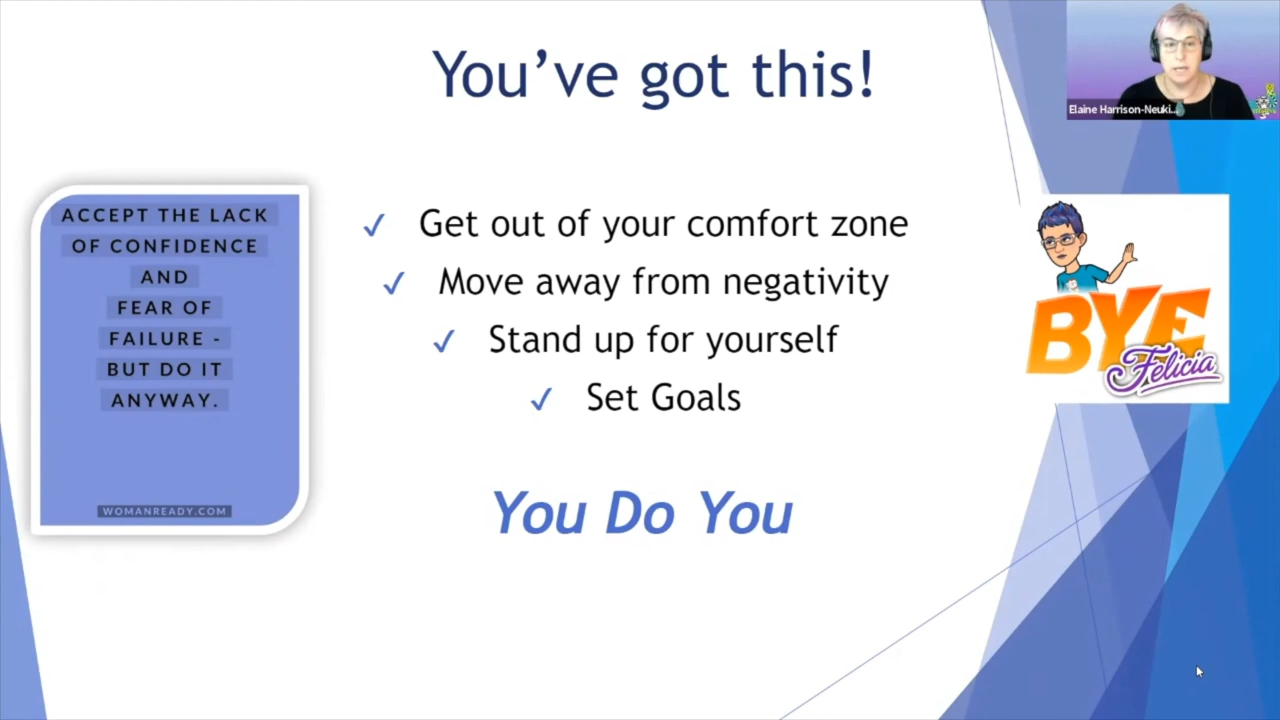 You've got this!
Elaine Harrison-Neuki...
ACCEPT THE LACK
OF CONFIDENCE
AND
FEAR OF
FAILURE -
BUT DO IT
ANYWAY.
WOMANREADY.COM
✓ Get out of your comfort zone
✓ Move away from negativity
✓ Stand up for yourself
✓ Set Goals
You Do You
BYE
Felicia